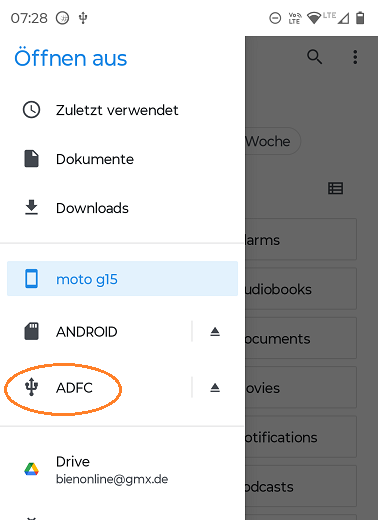 07:28
LTE
Öffnen aus
Zuletzt verwendet
Dokumente
Woche
Downloads
larms
moto g15
udiobooks
ANDROID
ocuments
ADFC
ovies
otifications
Drive
bienonline@gmx.de
odcasts